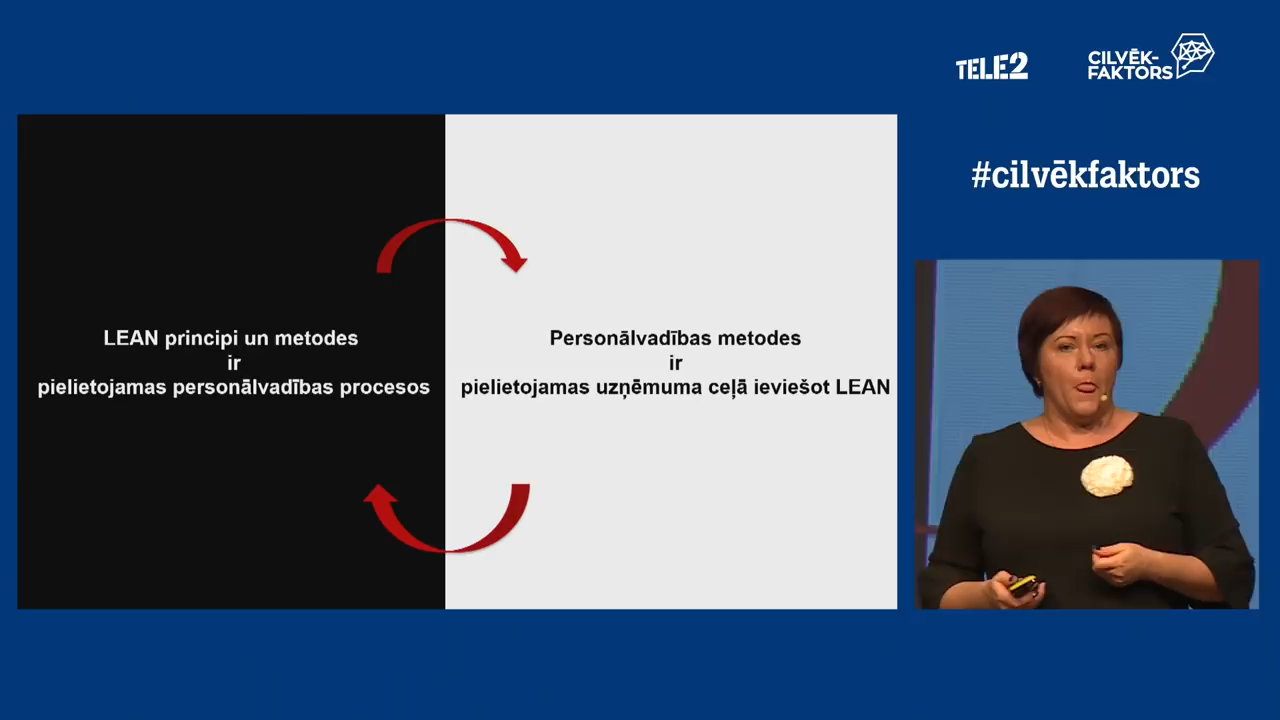 TELE2
CILVĒK-
FAKTORS
#cilvēkfaktors
LEAN principi un metodes
ir
pielietojamas personālvadības procesos
Personālvadības metodes
ir
pielietojamas uzņēmuma ceļā ieviešot LEAN